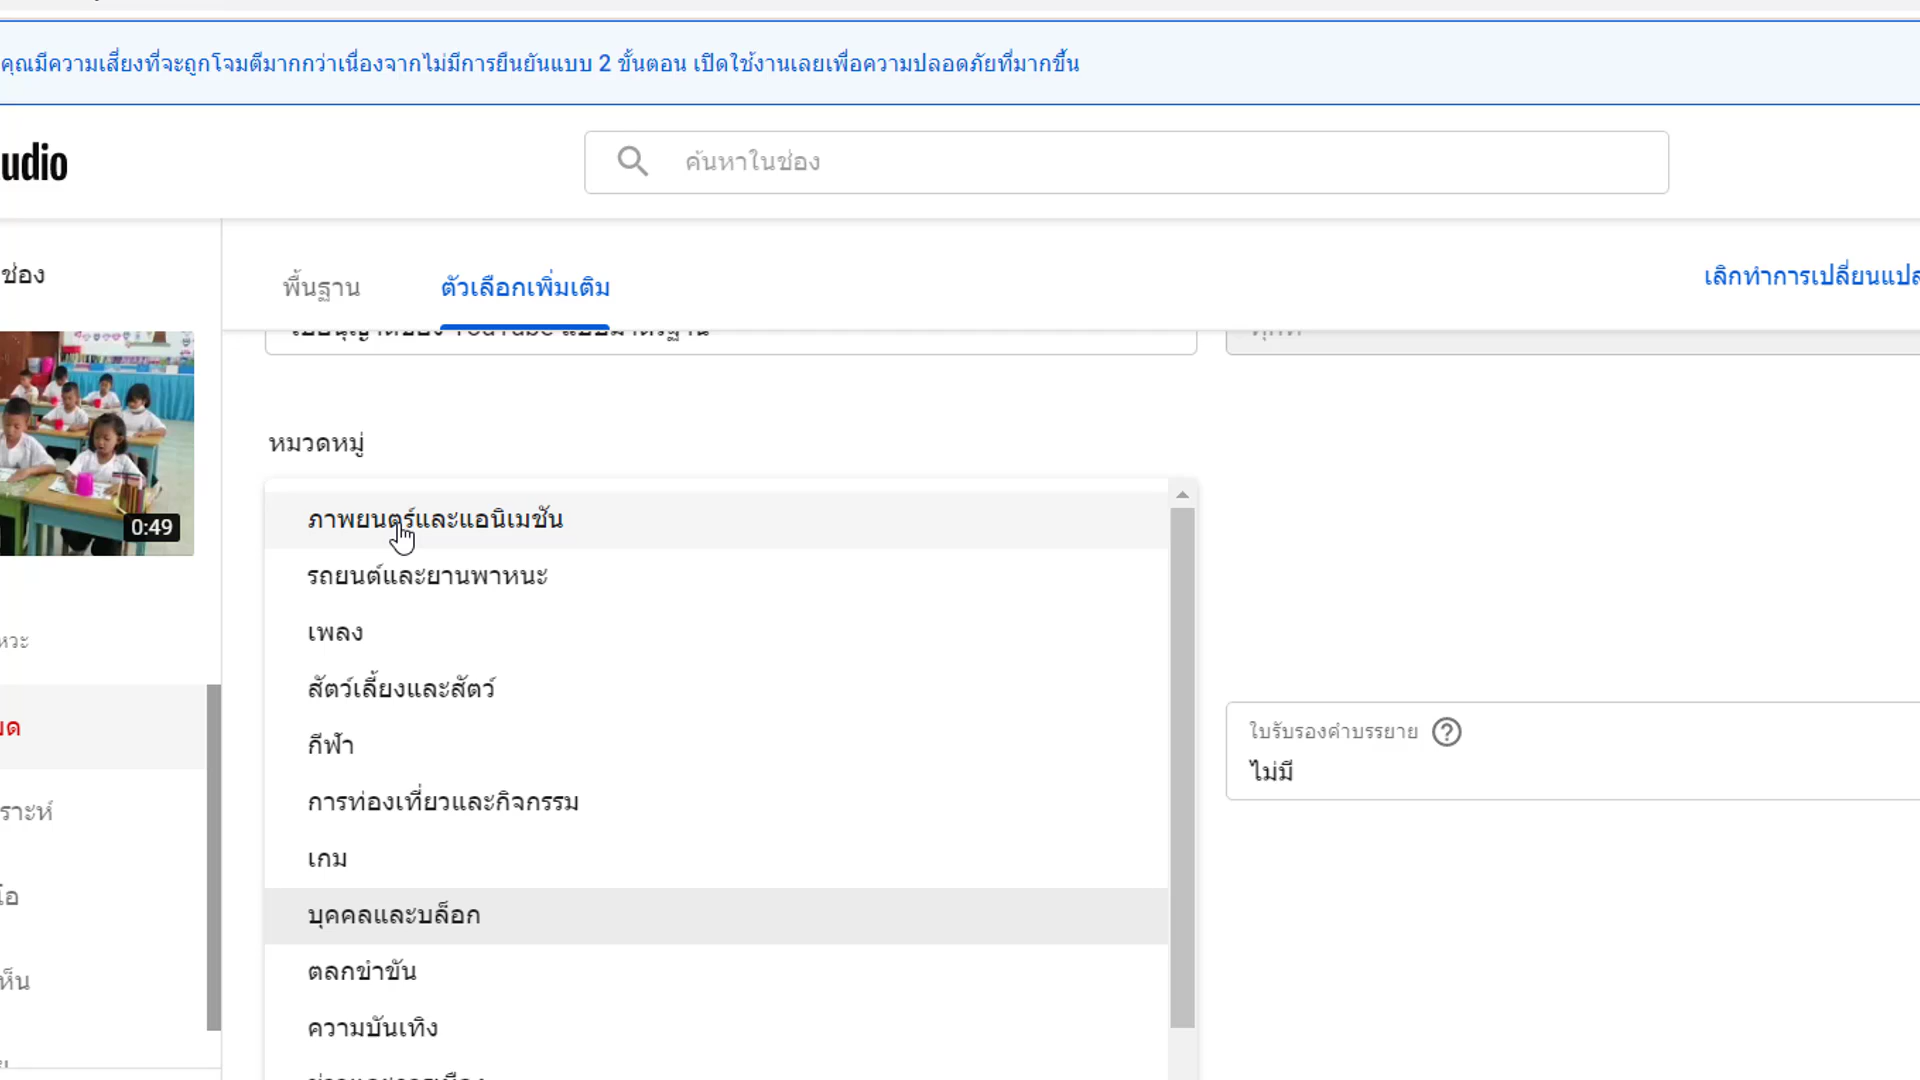 คุณมีความเสี่ยงที่จะถูกโจมตีมากกว่าเนื่องจากไม่มีการยืนยันแบบ 2 ขั้นตอน เปิดใช้งานเลยเพื่อความปลอดภัยที่มากขึ้น
udio
ค้นหาในช่อง
ช่อง
พื้นฐาน
ตัวเลือกเพิ่มเติม
เลิกทำการเปลี่ยนแปล
หมวดหมู่
ภาพยนตร์และแอนิเมชัน
0:49
รถยนต์และยานพาหนะ
เพลง
สัตว์เลี้ยงและสัตว์
กีฬา
ใบรับรองคำบรรยาย
ไม่มี
การท่องเที่ยวและกิจกรรม
ราะห์
เกม
บุคคลและบล็อก
ตลกขำขัน
ห็น
ความบันเทิง